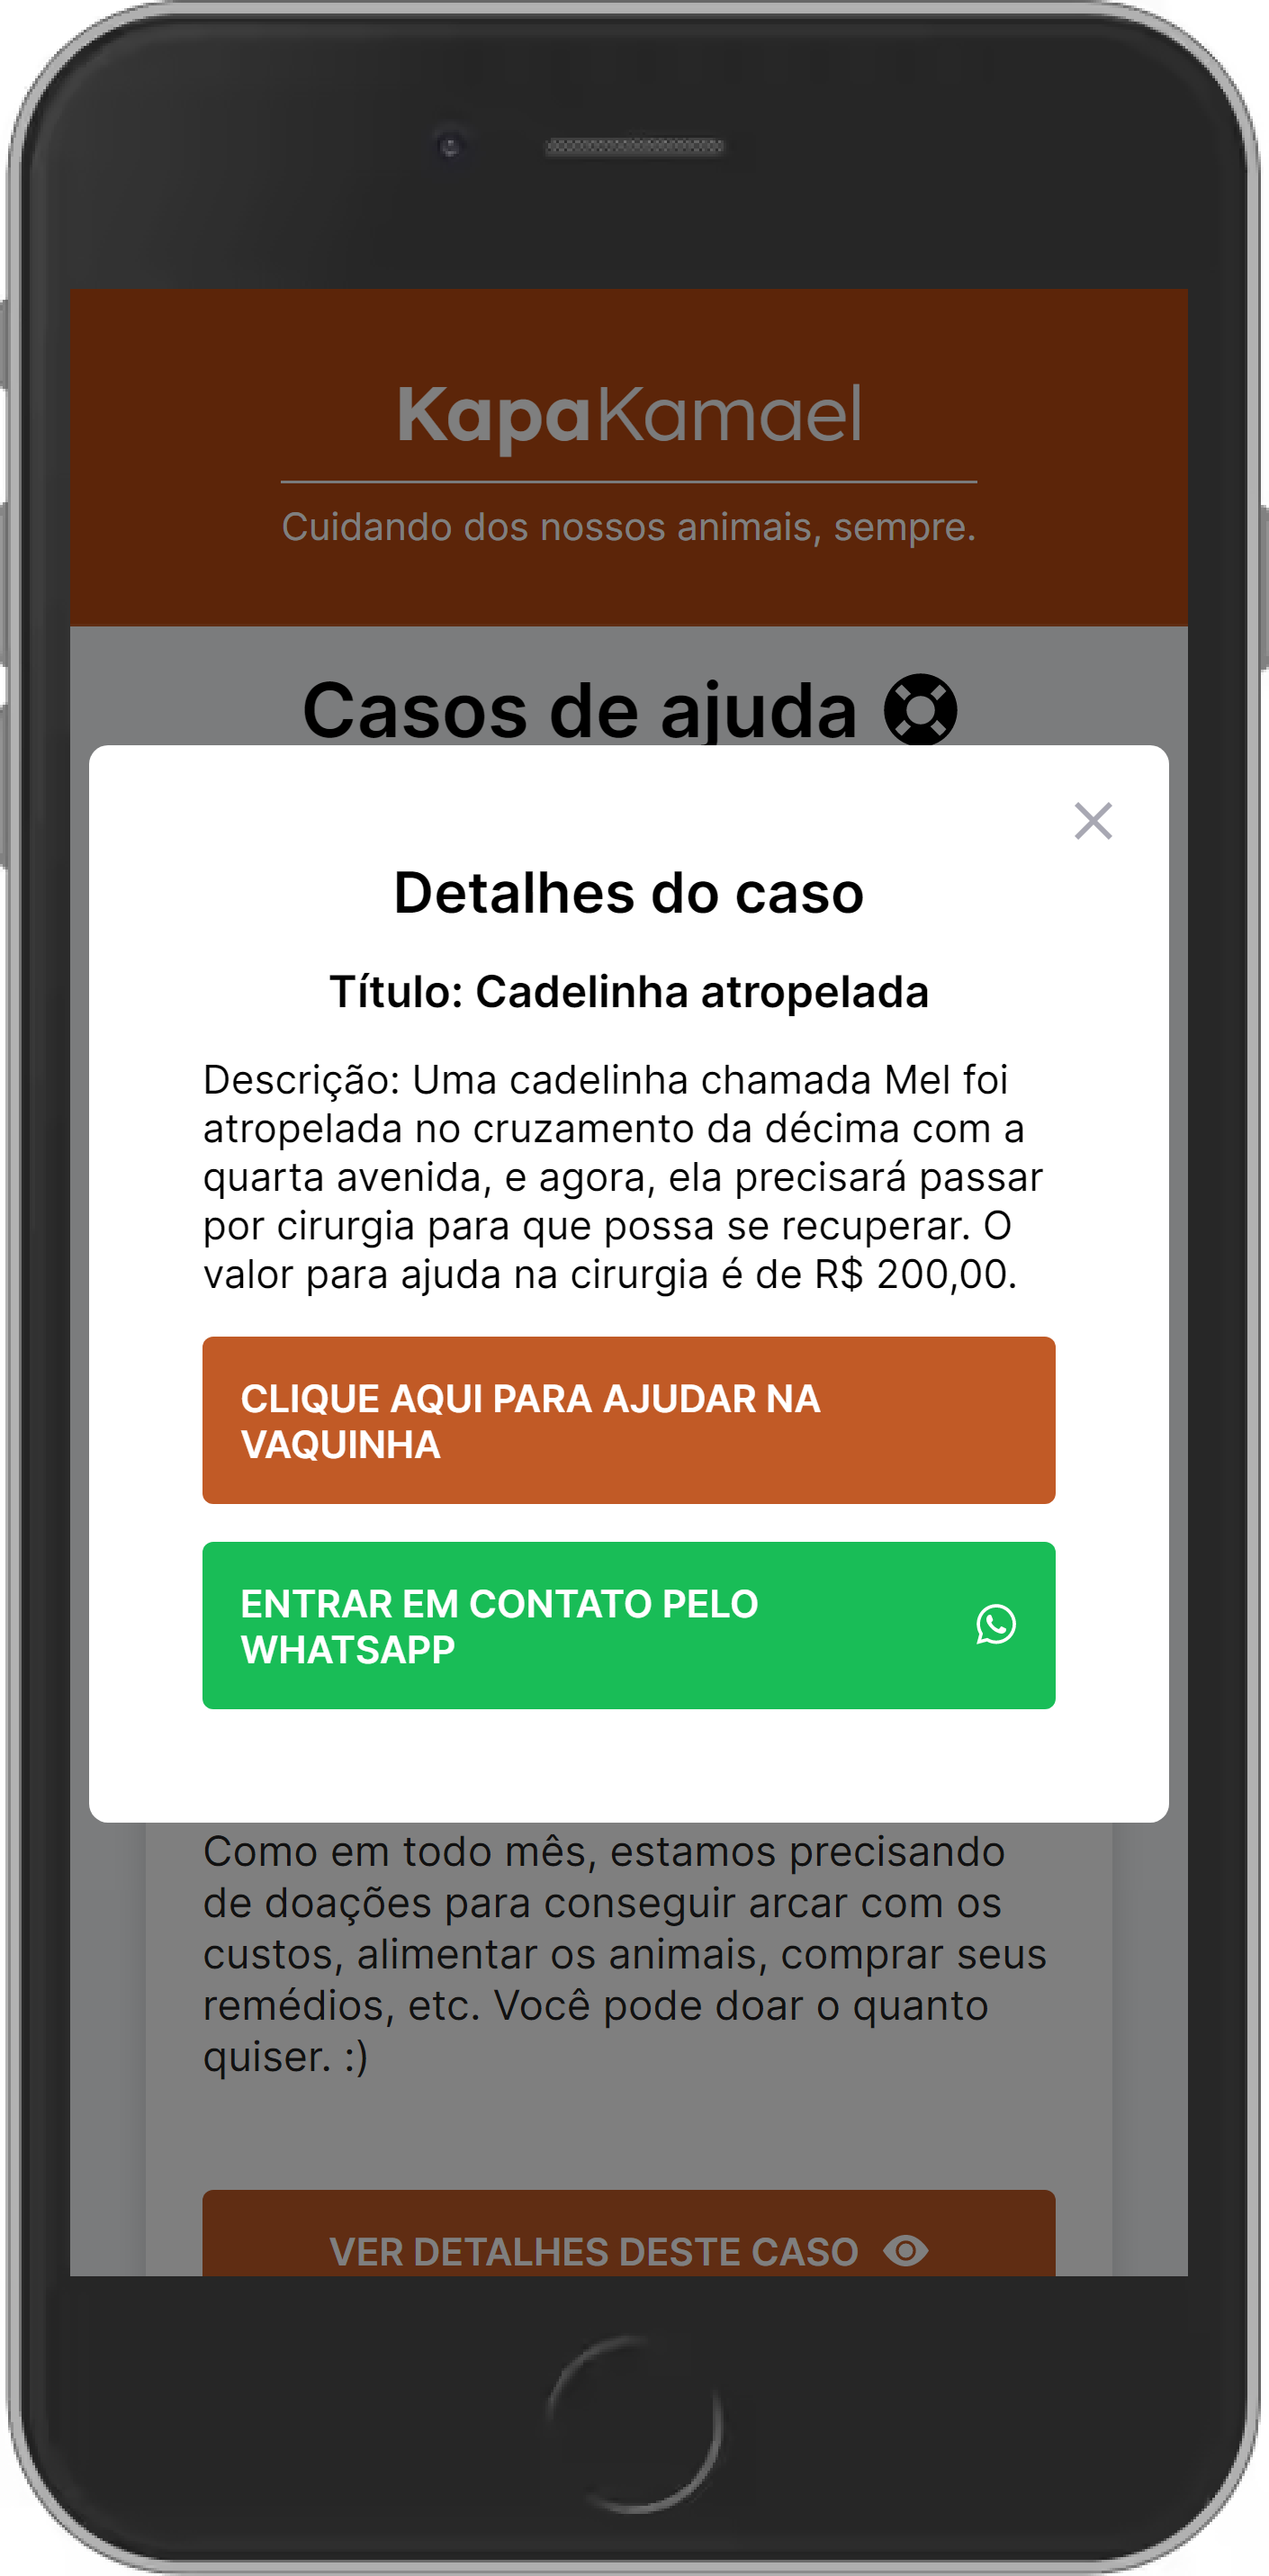 KapaKamael
Cuidando dos nossos animais, sempre.
Casos de ajuda
Detalhes do caso
Título: Cadelinha atropelada
Descrição: Uma cadelinha chamada Mel foi
atropelada no cruzamento da décima com a
quarta avenida, e agora, ela precisará passar
por cirurgia para que possa se recuperar. O
valor para ajuda na cirurgia é de R$ 200,00.
CLIQUE AQUI PARA AJUDAR NA
VAQUINHA
ENTRAR EM CONTATO PELO
WHATSAPP
Como em todo mês, estamos precisando
de doações para conseguir arcar com os
custos, alimentar os animais, comprar seus
remédios, etc. Você pode doar o quanto
quiser. :)
VER DETALHES DESTE CASO